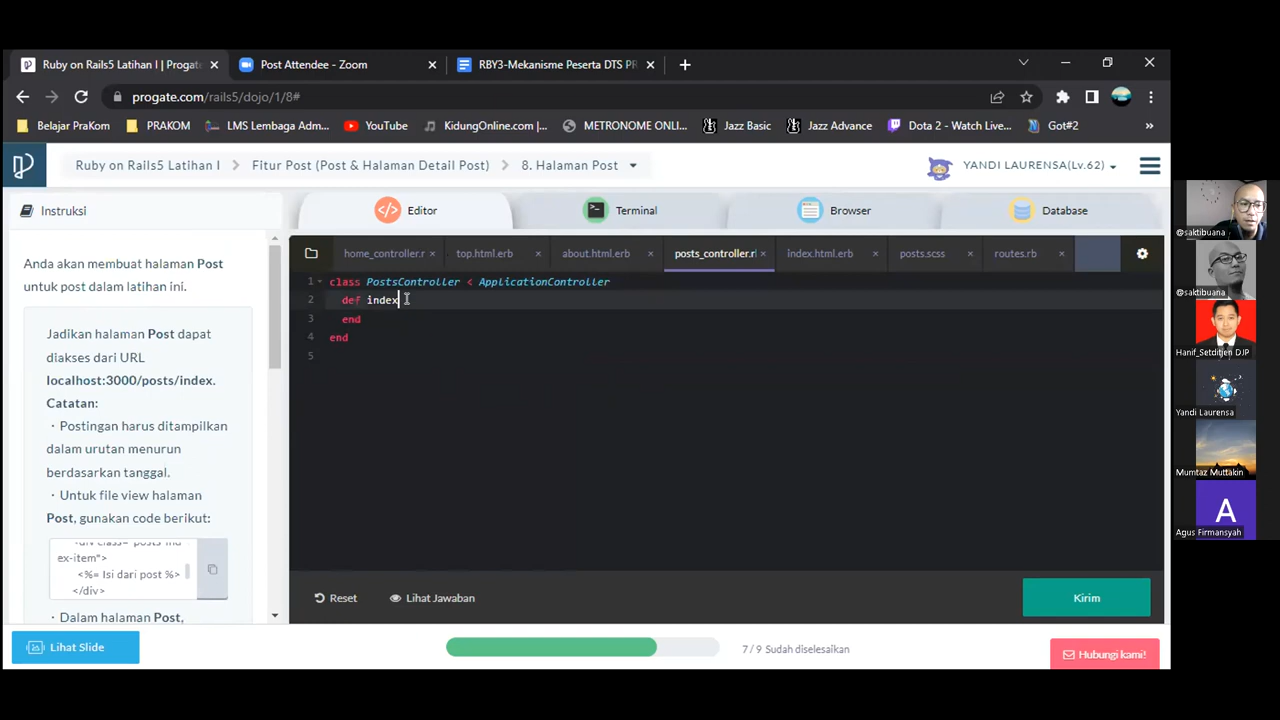 Ruby on Rails5 Latihan I | Progate
Post Attendee - Zoom
RBY3-Mekanisme Peserta DTS PR
progate.com/rails5/dojo/1/8#
Belajar PraKom
PRAKOM
LMS Lembaga Adm...
YouTube
KidungOnline.com |...
METRONOME ONLI...
Jazz Basic
Jazz Advance
Dota 2 - Watch Live...
Got#2
»
Ruby on Rails5 Latihan I
Fitur Post (Post & Halaman Detail Post)
8. Halaman Post
YANDI LAURENSA(Lv.62)
Instruksi
Editor
Terminal
Browser
Database
home_controller.r
top.html.erb
about.html.erb
posts_controller.rl
index.html.erb
posts.scss
routes.rb
Anda akan membuat halaman Post
untuk post dalam latihan ini.
Jadikan halaman Post dapat
diakses dari URL
localhost:3000/posts/index.
Catatan:
・Postingan harus ditampilkan
dalam urutan menurun
berdasarkan tanggal.
・Untuk file view halaman
Post, gunakan code berikut:
<div class="posts-ind
ex-item">
<%= Isi dari post %>
</div>
・Dalam halaman Post,
1 class PostsController < ApplicationController
2 def index
3 end
4 end
5
Reset
Lihat Jawaban
Kirim
Lihat Slide
7 / 9 Sudah diselesaikan
Hubungi kami!
@saktibuana
@saktibuana
Hanif_Setditjen DJP
Yandi Laurensa
Mumtaz Muttakin
A
Agus Firmansyah